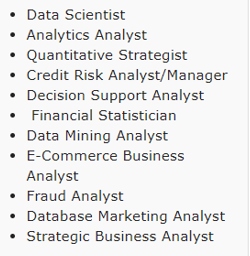 • Data Scientist
• Analytics Analyst
• Quantitative Strategist
• Credit Risk Analyst/Manager
• Decision Support Analyst
• Financial Statistician
• Data Mining Analyst
• E-Commerce Business
Analyst
• Fraud Analyst
• Database Marketing Analyst
• Strategic Business Analyst